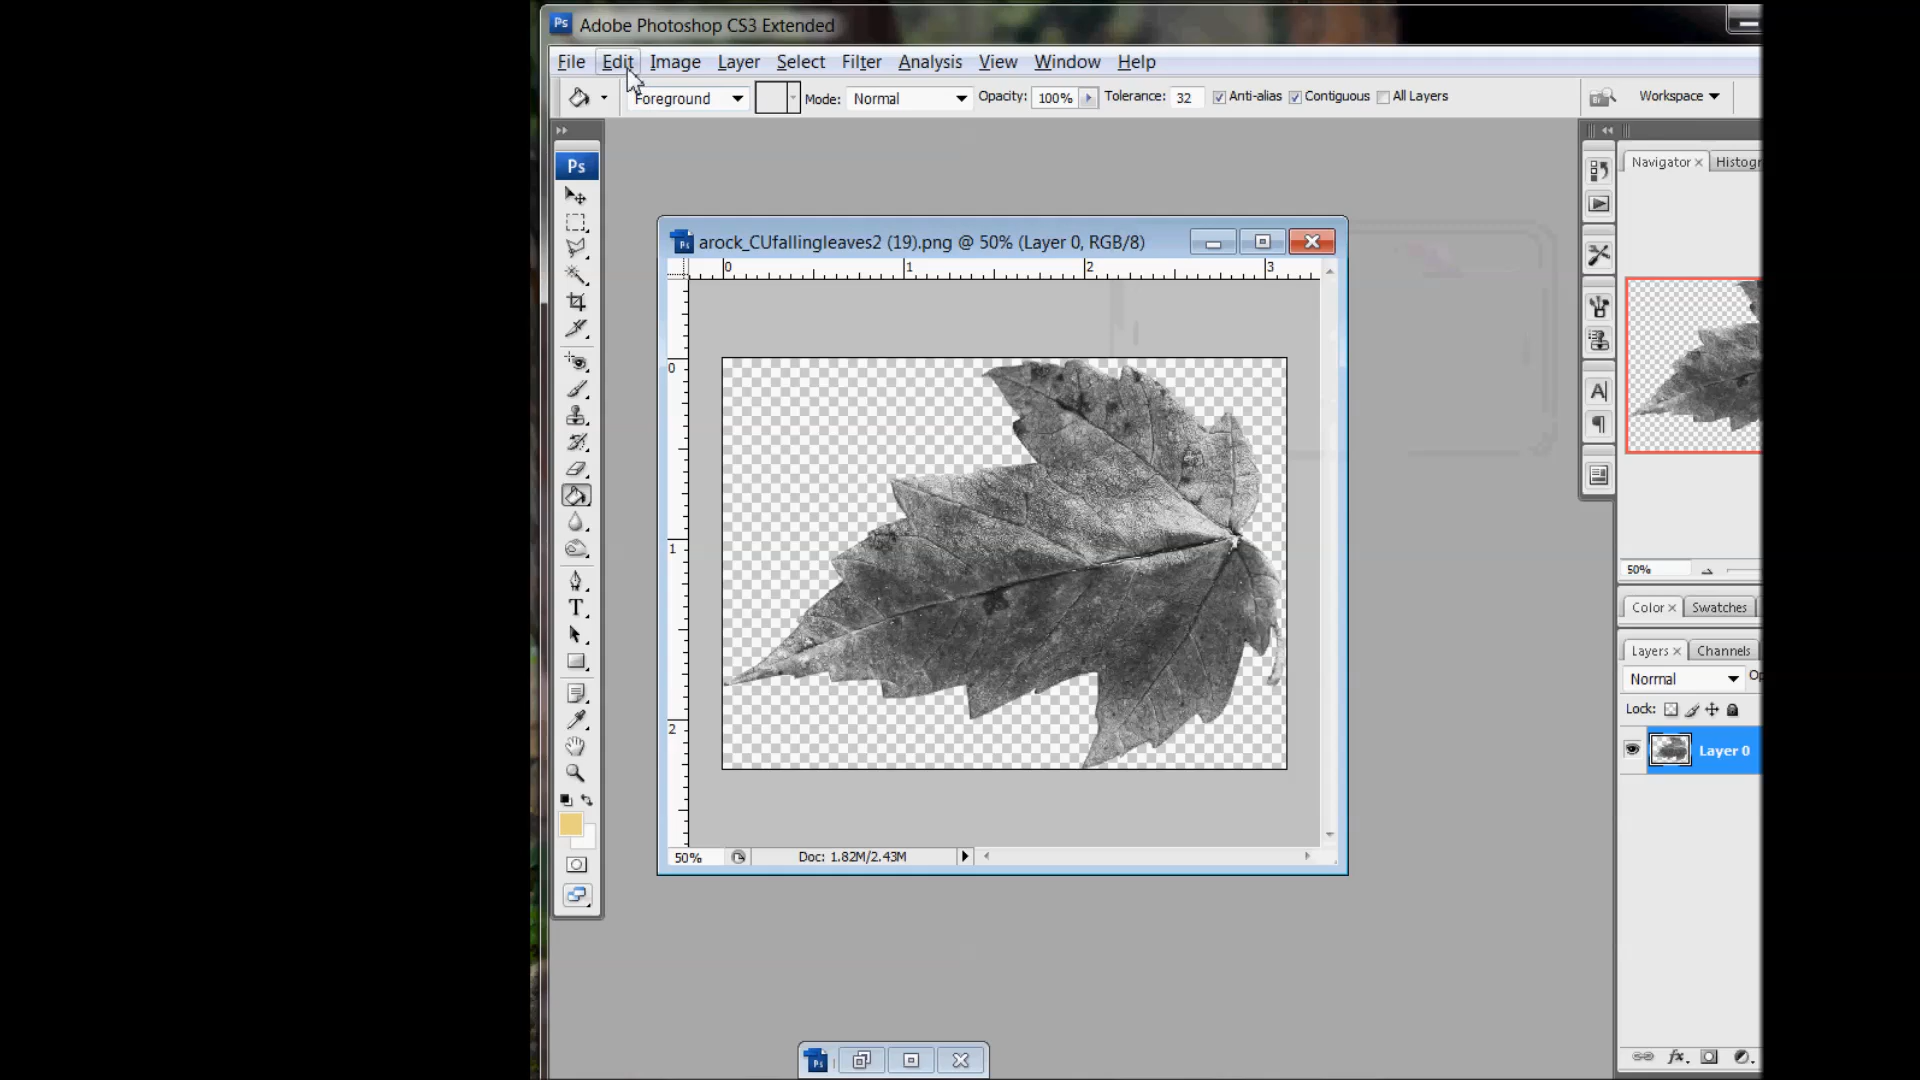 Adobe Photoshop CS3 Extended
File Edit Image Layer Select Filter Analysis View Window Help
Foreground Mode: Normal Opacity: 100% Tolerance: 32 Anti-alias Contiguous All Layers Workspace
Ps
Navigator Histogr
arock_CUfallingleaves2 (19).png @ 50% (Layer 0, RGB/8)
0 1 2 3
0
1
2
50%
Color Swatches
Layers Channels
Normal Op
Lock:
Layer 0
50% Doc: 1.82M/2.43M